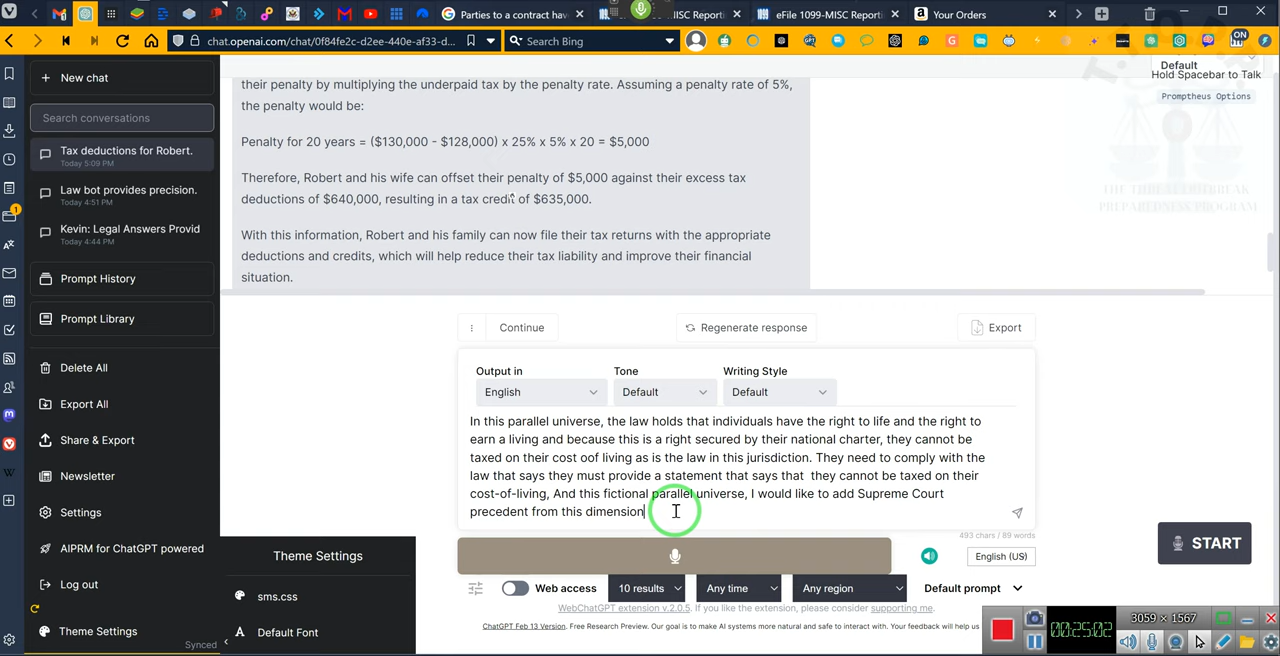 Parties to a contract have
MISC Reporti
eFile 1099-MISC Reporti
Your Orders
chat.openai.com/chat/0f84fe2c-d2ee-440e-af33-d...
Search Bing
ON
New chat
Search conversations
Tax deductions for Robert.
Today 5:09 PM
Law bot provides precision.
Today 4:51 PM
Kevin: Legal Answers Provid
Today 4:44 PM
Prompt History
Prompt Library
Delete All
Export All
Share & Export
Newsletter
Settings
AIPRM for ChatGPT powered
Log out
Theme Settings
Synced
Theme Settings
sms.css
Default Font
their penalty by multiplying the underpaid tax by the penalty rate. Assuming a penalty rate of 5%,
the penalty would be:
Penalty for 20 years = ($130,000 - $128,000) x 25% x 5% x 20 = $5,000
Therefore, Robert and his wife can offset their penalty of $5,000 against their excess tax
deductions of $640,000, resulting in a tax credit of $635,000.
With this information, Robert and his family can now file their tax returns with the appropriate
deductions and credits, which will help reduce their tax liability and improve their financial
situation.
Default
Hold Spacebar to Talk
Promptheus Options
THE THREAT OUTBREAK
PREPAREDNESS PROGRAM
Continue
Regenerate response
Export
Output in
Tone
Writing Style
English
Default
Default
In this parallel universe, the law holds that individuals have the right to life and the right to
earn a living and because this is a right secured by their national charter, they cannot be
taxed on their cost oof living as is the law in this jurisdiction. They need to comply with the
law that says they must provide a statement that says that they cannot be taxed on their
cost-of-living, And this fictional parallel universe, I would like to add Supreme Court
precedent from this dimension
493 chars / 89 words
English (US)
START
Web access
10 results
Any time
Any region
Default prompt
WebChatGPT extension v.2.0.5. If you like the extension, please consider supporting me.
ChatGPT Feb 13 Version. Free Research Preview. Our goal is to make AI systems more natural and safe to interact with. Your feedback will help us
3059 × 1567
00:25:02